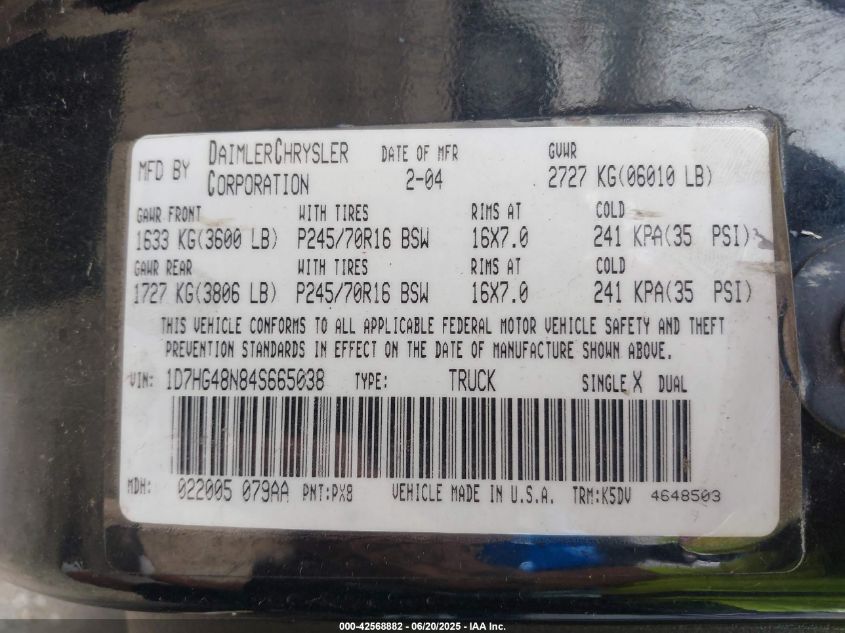 MFD BY DAIMLERCHRYSLER CORPORATION DATE OF MFR 2-04 GVWR 2727 KG(06010 LB)
GAWR FRONT WITH TIRES RIMS AT COLD
1633 KG(3600 LB) P245/70R16 BSW 16X7.0 241 KPA(35 PSI)
GAWR REAR WITH TIRES RIMS AT COLD
1727 KG(3806 LB) P245/70R16 BSW 16X7.0 241 KPA(35 PSI)
THIS VEHICLE CONFORMS TO ALL APPLICABLE FEDERAL MOTOR VEHICLE SAFETY AND THEFT
PREVENTION STANDARDS IN EFFECT ON THE DATE OF MANUFACTURE SHOWN ABOVE.
VIN: 1D7HG48N84S665038 TYPE: TRUCK SINGLE X DUAL
MDH: 022005 079AA PNT:PX8 VEHICLE MADE IN U.S.A. TRM:K5DV 4648503
000-42568882 / 06/20/2025 - IAA Inc.